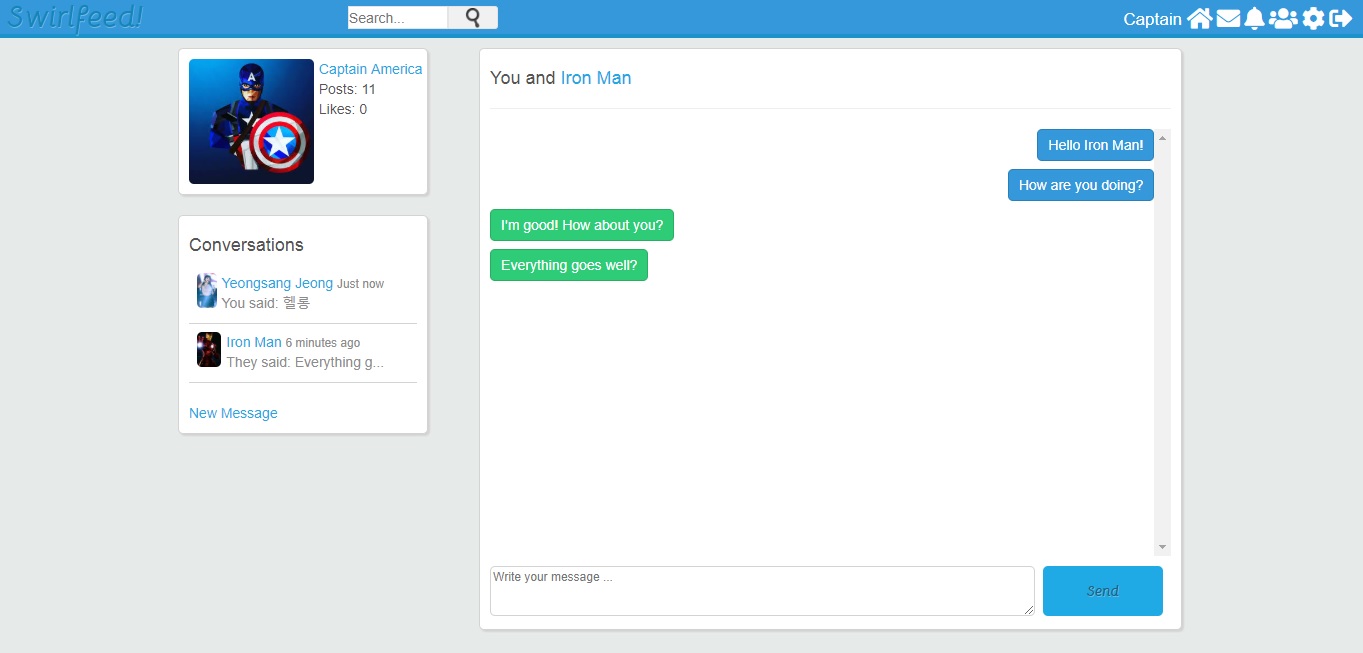 Swirlfeed!
Search...
Captain
Captain America
Posts: 11
Likes: 0
Conversations
Yeongsang Jeong Just now
You said: 헬롱
Iron Man 6 minutes ago
They said: Everything g...
New Message
You and Iron Man
Hello Iron Man!
How are you doing?
I'm good! How about you?
Everything goes well?
Write your message ...
Send